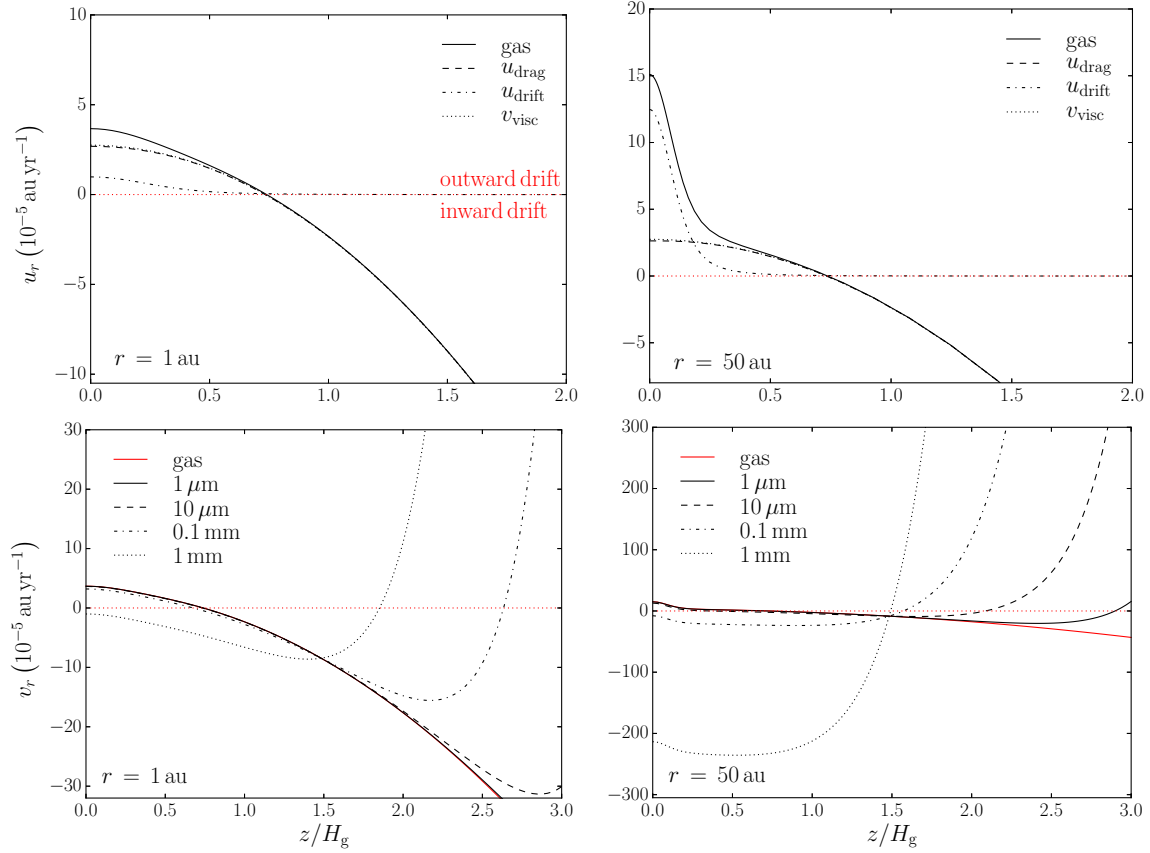 10
5
0
−5
−10
u_r (10^{−5} au yr^{−1})
gas
u_drag
u_drift
v_visc
outward drift
inward drift
r = 1 au
0.0 0.5 1.0 1.5 2.0
20
15
10
5
0
−5
gas
u_drag
u_drift
v_visc
r = 50 au
0.0 0.5 1.0 1.5 2.0
30
20
10
0
−10
−20
−30
v_r (10^{−5} au yr^{−1})
gas
1 μm
10 μm
0.1 mm
1 mm
r = 1 au
0.0 0.5 1.0 1.5 2.0 2.5 3.0
z/H_g
300
200
100
0
−100
−200
−300
gas
1 μm
10 μm
0.1 mm
1 mm
r = 50 au
0.0 0.5 1.0 1.5 2.0 2.5 3.0
z/H_g